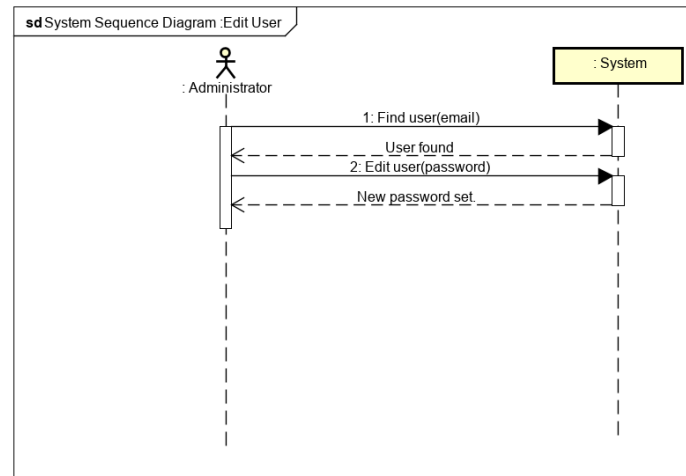 sd System Sequence Diagram :Edit User
: Administrator
: System
1: Find user(email)
User found
2: Edit user(password)
New password set.